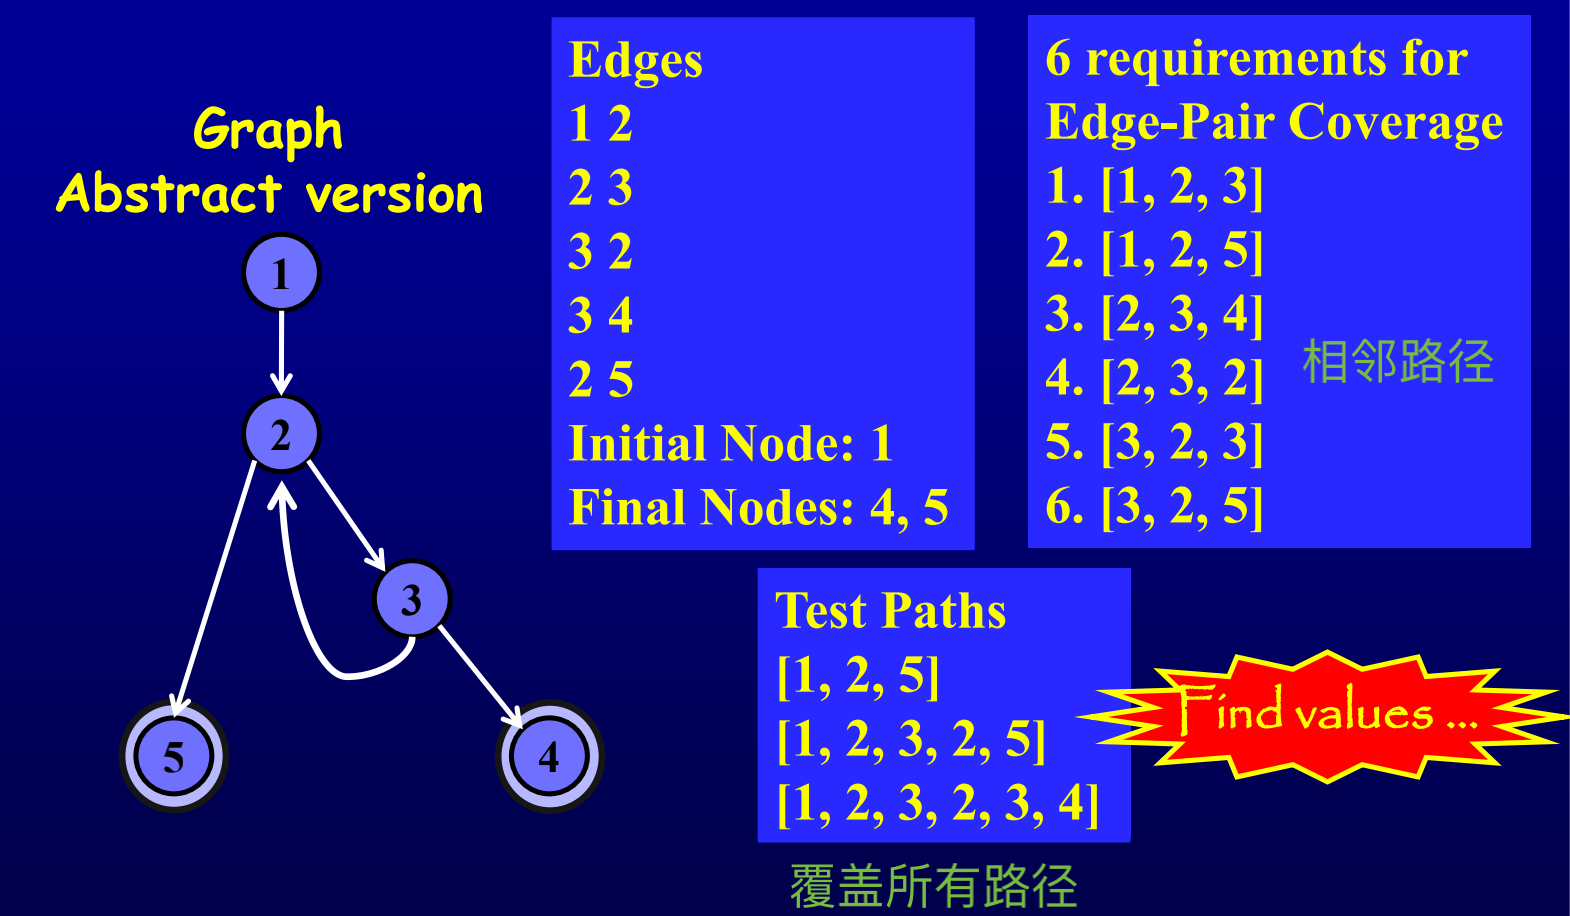 Graph
Abstract version
1
2
3
5
4
Edges
1 2
2 3
3 2
3 4
2 5
Initial Node: 1
Final Nodes: 4, 5
6 requirements for
Edge-Pair Coverage
1. [1, 2, 3]
2. [1, 2, 5]
3. [2, 3, 4]
4. [2, 3, 2]
5. [3, 2, 3]
6. [3, 2, 5]
相邻路径
Test Paths
[1, 2, 5]
[1, 2, 3, 2, 5]
[1, 2, 3, 2, 3, 4]
Find values …
覆盖所有路径